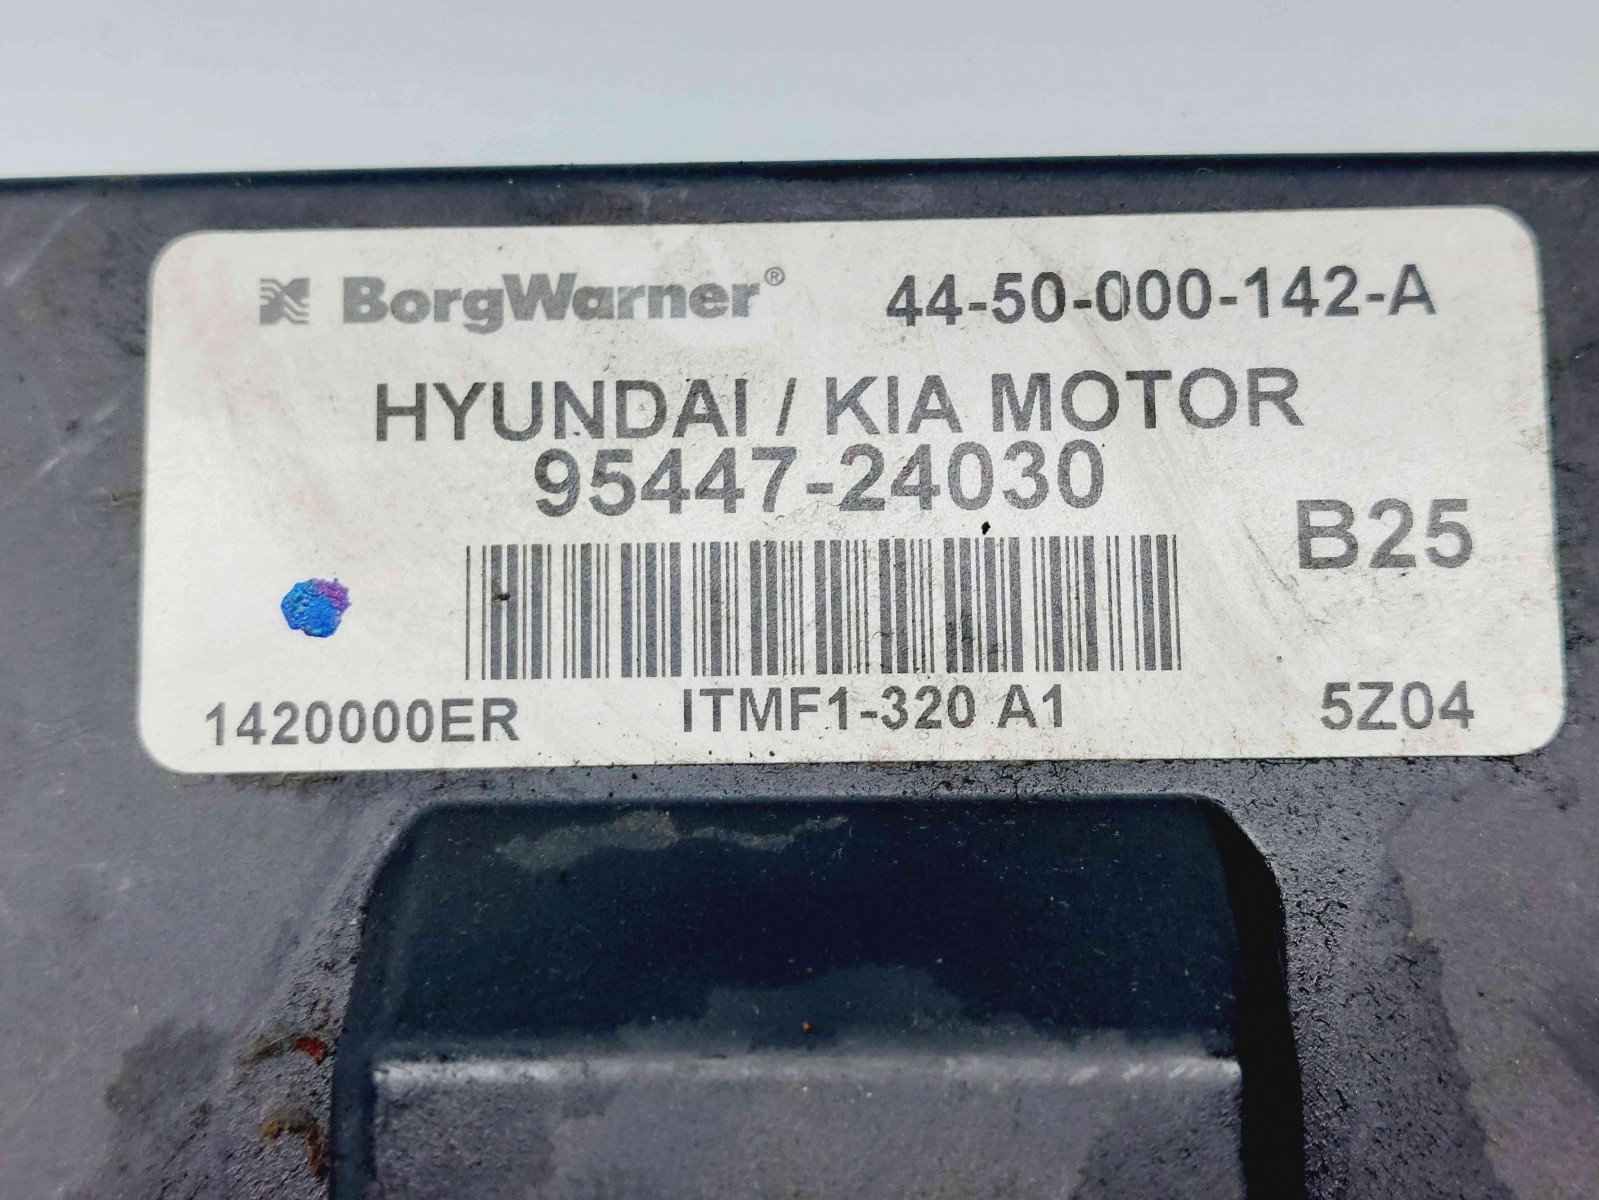 BorgWarner® 44-50-000-142-A
HYUNDAI / KIA MOTOR
95447-24030
B25
1420000ER ITMF1-320 A1 5Z04